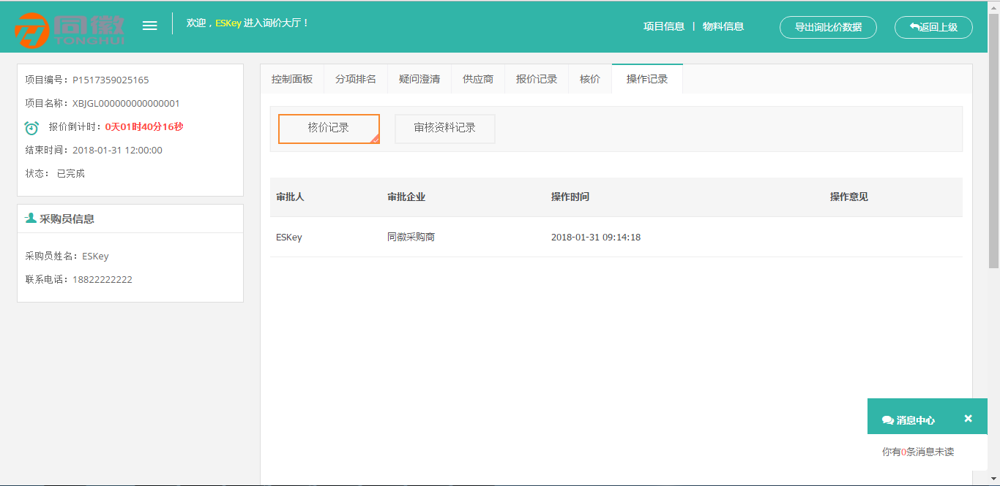 同徽
TONGHUI
欢迎，ESKey 进入询价大厅！
项目信息 | 物料信息
导出询比价数据
返回上级
项目编号：P1517359025165
项目名称：XBJGL000000000000001
报价倒计时：0天01时40分16秒
结束时间：2018-01-31 12:00:00
状态： 已完成
采购员信息
采购员姓名：ESKey
联系电话：18822222222
控制面板 分项排名 疑问澄清 供应商 报价记录 核价 操作记录
核价记录 审核资料记录
审批人 审批企业 操作时间 操作意见
ESKey 同徽采购商 2018-01-31 09:14:18
消息中心 ×
你有0条消息未读